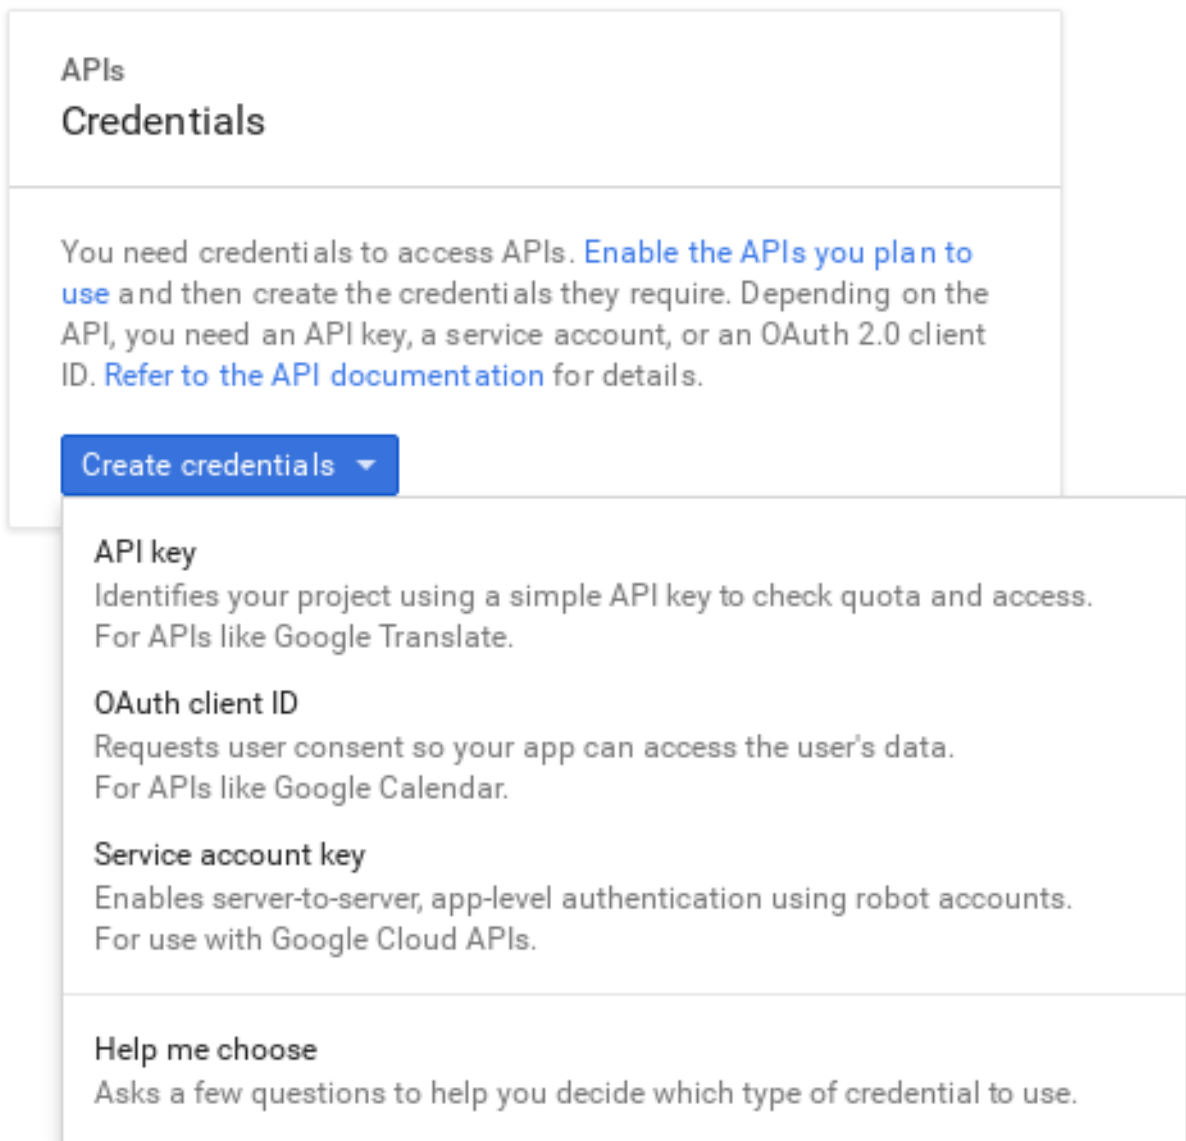 APIs
Credentials
You need credentials to access APIs. Enable the APIs you plan to
use and then create the credentials they require. Depending on the
API, you need an API key, a service account, or an OAuth 2.0 client
ID. Refer to the API documentation for details.
Create credentials
API key
Identifies your project using a simple API key to check quota and access.
For APIs like Google Translate.
OAuth client ID
Requests user consent so your app can access the user's data.
For APIs like Google Calendar.
Service account key
Enables server-to-server, app-level authentication using robot accounts.
For use with Google Cloud APIs.
Help me choose
Asks a few questions to help you decide which type of credential to use.